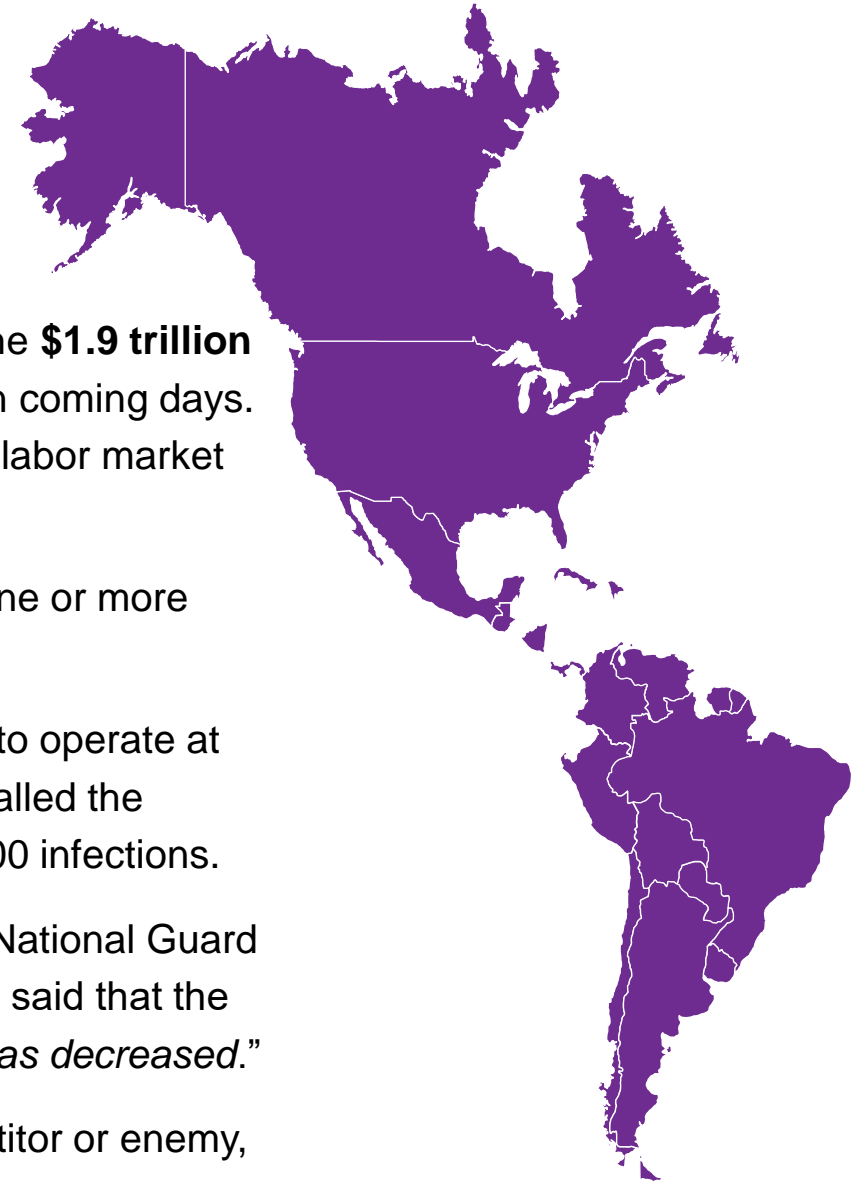 $1.9 trillion
n coming days.
labor market
ne or more
to operate at
alled the
00 infections.
National Guard
said that the
as decreased.”
titor or enemy,